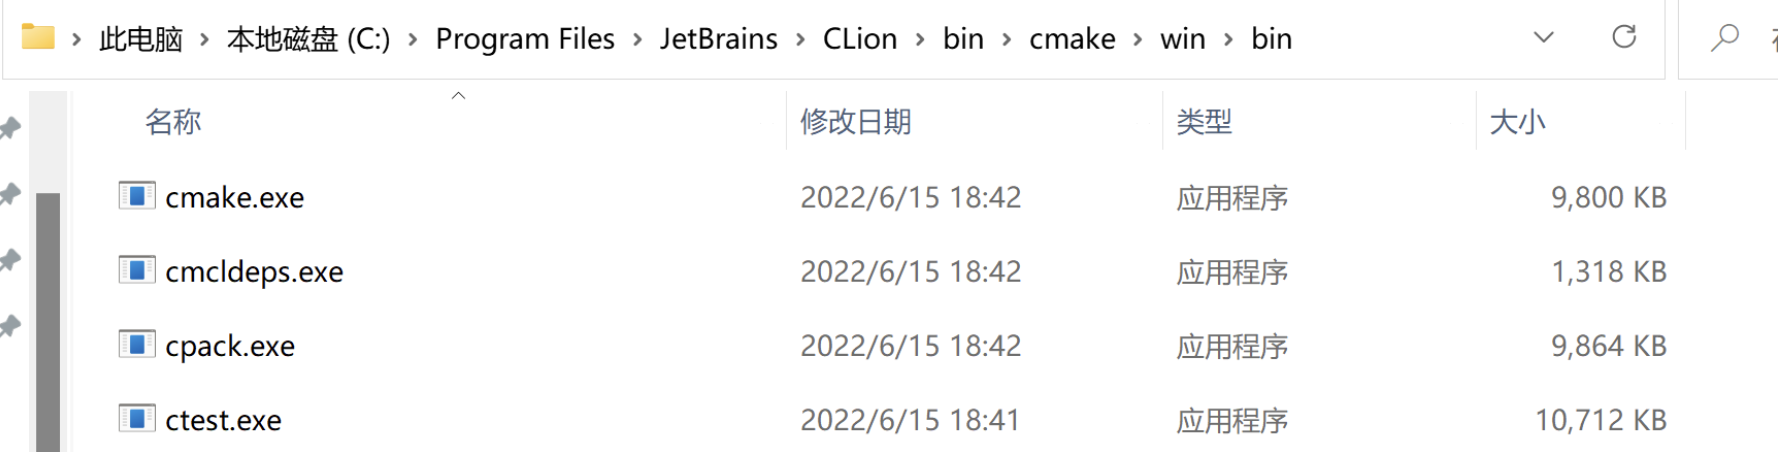 此电脑 › 本地磁盘 (C:) › Program Files › JetBrains › CLion › bin › cmake › win › bin
名称 修改日期 类型 大小
cmake.exe 2022/6/15 18:42 应用程序 9,800 KB
cmcldeps.exe 2022/6/15 18:42 应用程序 1,318 KB
cpack.exe 2022/6/15 18:42 应用程序 9,864 KB
ctest.exe 2022/6/15 18:41 应用程序 10,712 KB